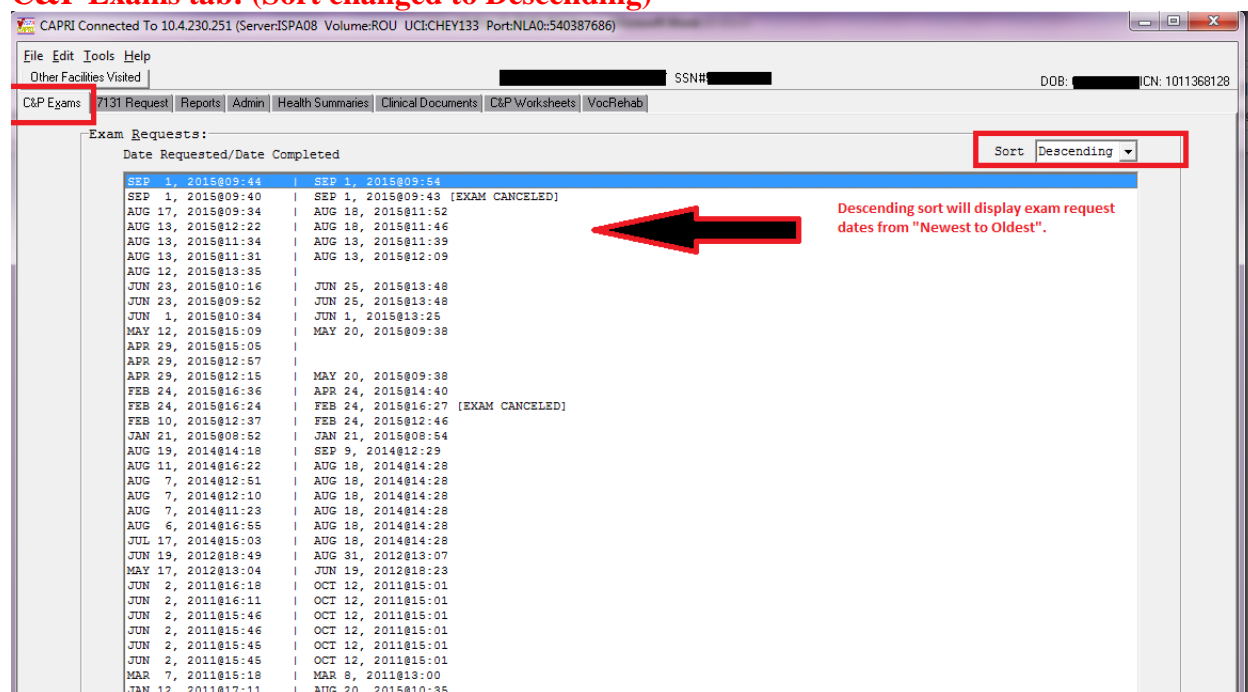 C&P Exams tab: (Sort changed to Descending)
CAPRI Connected To 10.4.230.251 (Server:ISPA08 Volume:ROU UCI:CHEY133 Port:NLA0::540387686)
File Edit Tools Help
Other Facilities Visited SSN# DOB: ICN: 1011368128
C&P Exams 7131 Request Reports Admin Health Summaries Clinical Documents C&P Worksheets VocRehab
Exam Requests:
Date Requested/Date Completed Sort Descending
SEP 1, 2015@09:44 | SEP 1, 2015@09:54
SEP 1, 2015@09:40 | SEP 1, 2015@09:43 [EXAM CANCELED]
AUG 17, 2015@09:34 | AUG 18, 2015@11:52
AUG 13, 2015@12:22 | AUG 18, 2015@11:46
AUG 13, 2015@11:34 | AUG 13, 2015@11:39
AUG 13, 2015@11:31 | AUG 13, 2015@12:09
Descending sort will display exam request
dates from "Newest to Oldest".
AUG 12, 2015@13:35 |
JUN 23, 2015@10:16 | JUN 25, 2015@13:48
JUN 23, 2015@09:52 | JUN 25, 2015@13:48
JUN 1, 2015@10:34 | JUN 1, 2015@13:25
MAY 12, 2015@15:09 | MAY 20, 2015@09:38
APR 29, 2015@15:05 |
APR 29, 2015@12:57 |
APR 29, 2015@12:15 | MAY 20, 2015@09:38
FEB 24, 2015@16:36 | APR 24, 2015@14:40
FEB 24, 2015@16:24 | FEB 24, 2015@16:27 [EXAM CANCELED]
FEB 10, 2015@12:37 | FEB 24, 2015@12:46
JAN 21, 2015@08:52 | JAN 21, 2015@08:54
AUG 19, 2014@14:18 | SEP 9, 2014@12:29
AUG 11, 2014@16:22 | AUG 18, 2014@14:28
AUG 7, 2014@12:51 | AUG 18, 2014@14:28
AUG 7, 2014@12:10 | AUG 18, 2014@14:28
AUG 7, 2014@11:23 | AUG 18, 2014@14:28
AUG 6, 2014@16:55 | AUG 18, 2014@14:28
JUL 17, 2014@15:03 | AUG 18, 2014@14:28
JUN 19, 2012@18:49 | AUG 31, 2012@13:07
MAY 17, 2012@13:04 | JUN 19, 2012@18:23
JUN 2, 2011@16:18 | OCT 12, 2011@15:01
JUN 2, 2011@16:11 | OCT 12, 2011@15:01
JUN 2, 2011@15:46 | OCT 12, 2011@15:01
JUN 2, 2011@15:46 | OCT 12, 2011@15:01
JUN 2, 2011@15:45 | OCT 12, 2011@15:01
JUN 2, 2011@15:45 | OCT 12, 2011@15:01
MAR 7, 2011@15:18 | MAR 8, 2011@13:00
JAN 12, 2011@17:11 | AUG 20, 2015@10:35